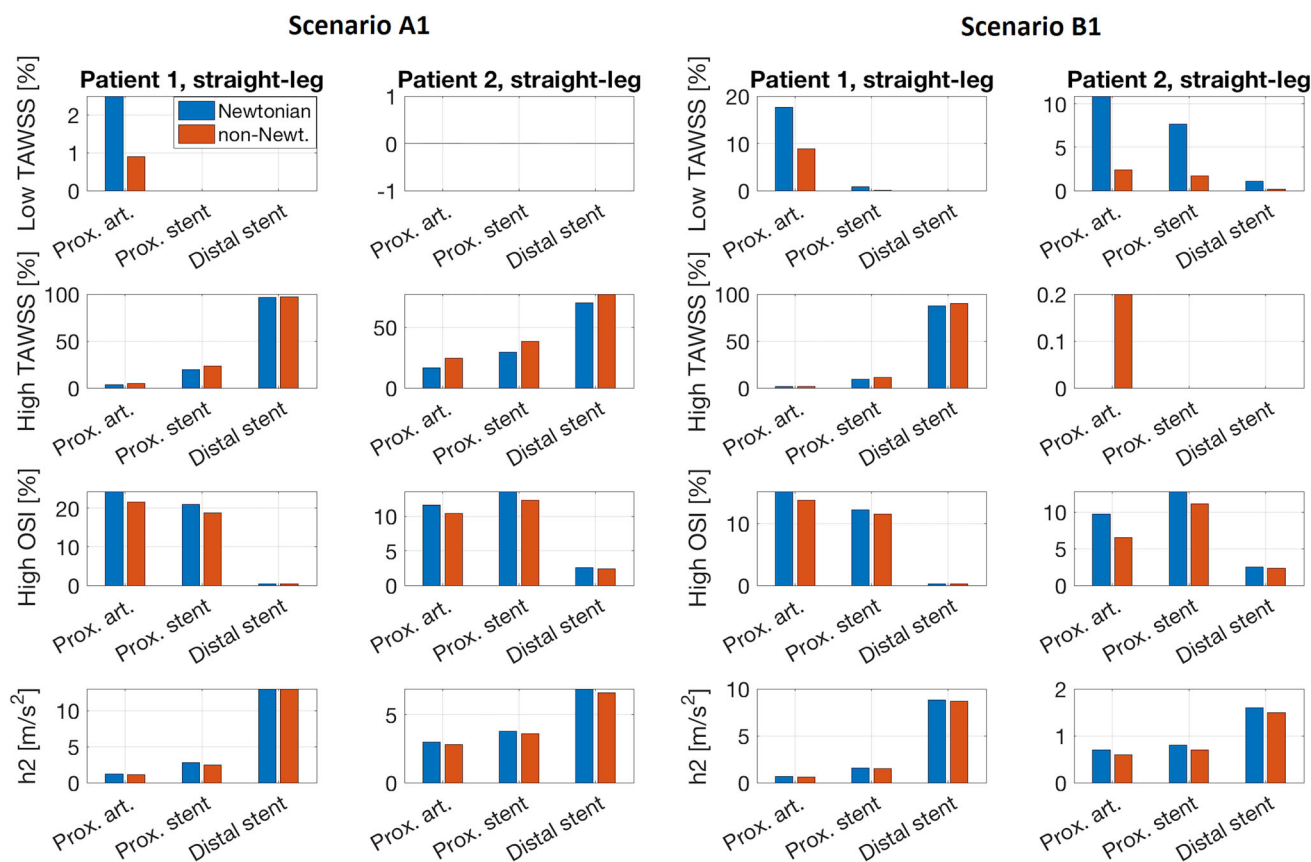 Scenario A1
Scenario B1
Patient 1, straight-leg
Patient 2, straight-leg
Patient 1, straight-leg
Patient 2, straight-leg
Low TAWSS [%]
2
1
0
Newtonian
non-Newt.
Prox. art.
Prox. stent
Distal stent
1
0
-1
Prox. art.
Prox. stent
Distal stent
Low TAWSS [%]
20
10
0
Prox. art.
Prox. stent
Distal stent
10
5
0
Prox. art.
Prox. stent
Distal stent
High TAWSS [%]
100
50
0
Prox. art.
Prox. stent
Distal stent
50
0
Prox. art.
Prox. stent
Distal stent
High TAWSS [%]
100
50
0
Prox. art.
Prox. stent
Distal stent
0.2
0.1
0
Prox. art.
Prox. stent
Distal stent
High OSI [%]
20
10
0
Prox. art.
Prox. stent
Distal stent
10
5
0
Prox. art.
Prox. stent
Distal stent
High OSI [%]
10
0
Prox. art.
Prox. stent
Distal stent
10
5
0
Prox. art.
Prox. stent
Distal stent
h2 [m/s²]
10
5
0
Prox. art.
Prox. stent
Distal stent
5
0
Prox. art.
Prox. stent
Distal stent
h2 [m/s²]
10
5
0
Prox. art.
Prox. stent
Distal stent
2
1
0
Prox. art.
Prox. stent
Distal stent